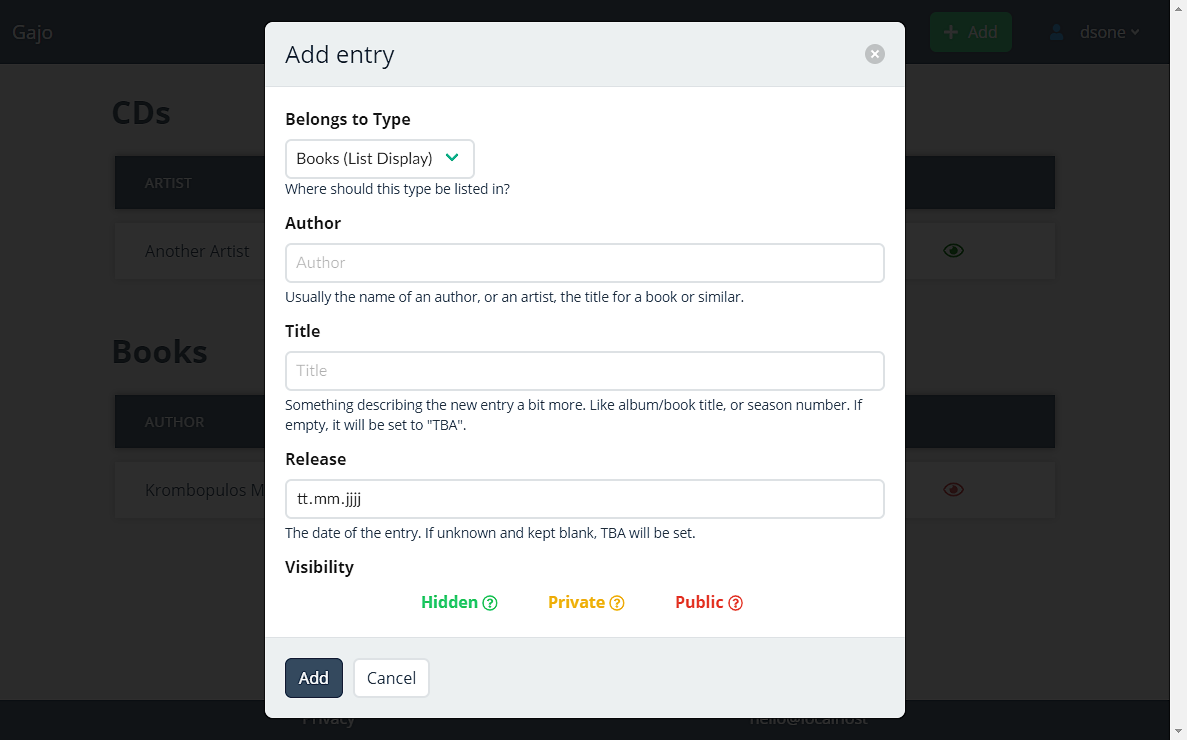 Gajo
Add
dsone
CDs
ARTIST
Another Artist
Books
AUTHOR
Krombopulos M
Add entry
Belongs to Type
Books (List Display)
Where should this type be listed in?
Author
Author
Usually the name of an author, or an artist, the title for a book or similar.
Title
Title
Something describing the new entry a bit more. Like album/book title, or season number. If
empty, it will be set to "TBA".
Release
tt.mm.jjjj
The date of the entry. If unknown and kept blank, TBA will be set.
Visibility
Hidden Private Public
Add Cancel
Privacy
hello@localhost